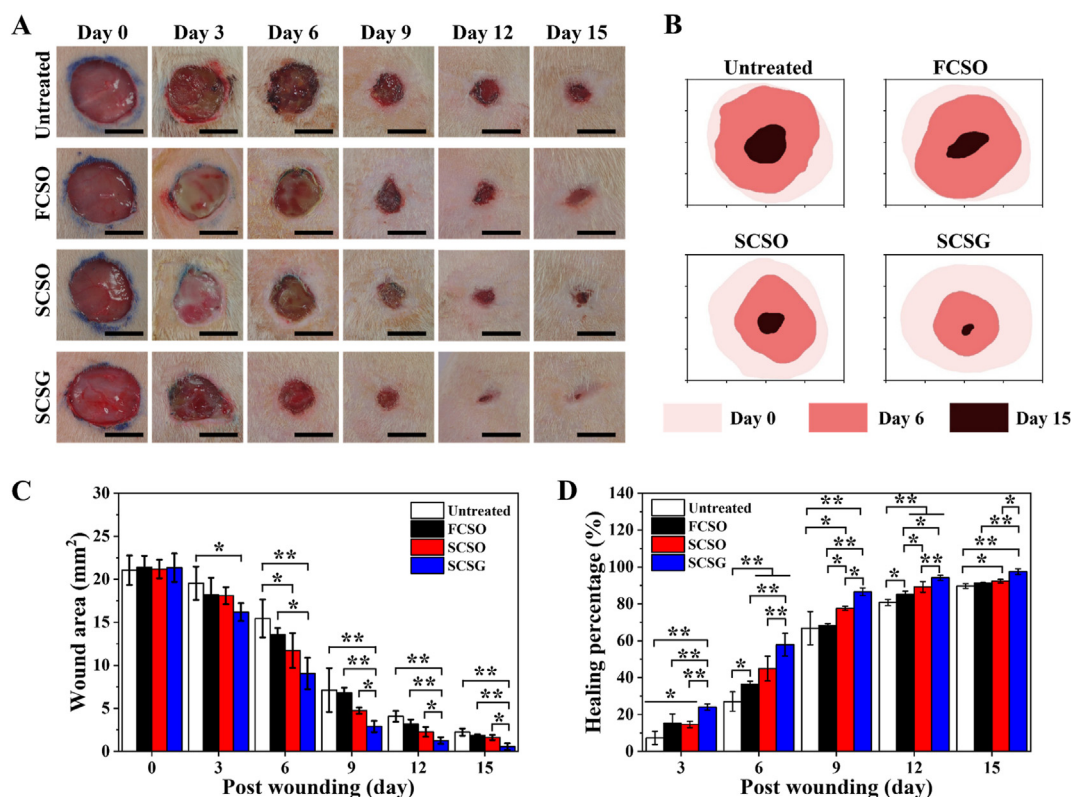 A
Day 0 Day 3 Day 6 Day 9 Day 12 Day 15
Untreated
FCSO
SCSO
SCSG
B
Untreated FCSO
SCSO SCSG
Day 0 Day 6 Day 15
C
Wound area (mm²)
30
25
20
15
10
5
0
Untreated
FCSO
SCSO
SCSG
* ** * * ** ** * ** ** * ** ** *
0 3 6 9 12 15
Post wounding (day)
D
Healing percentage (%)
140
120
100
80
60
40
20
0
Untreated
FCSO
SCSO
SCSG
** ** ** * ** ** ** * ** * ** * * ** ** * ** * * ** ** *
3 6 9 12 15
Post wounding (day)